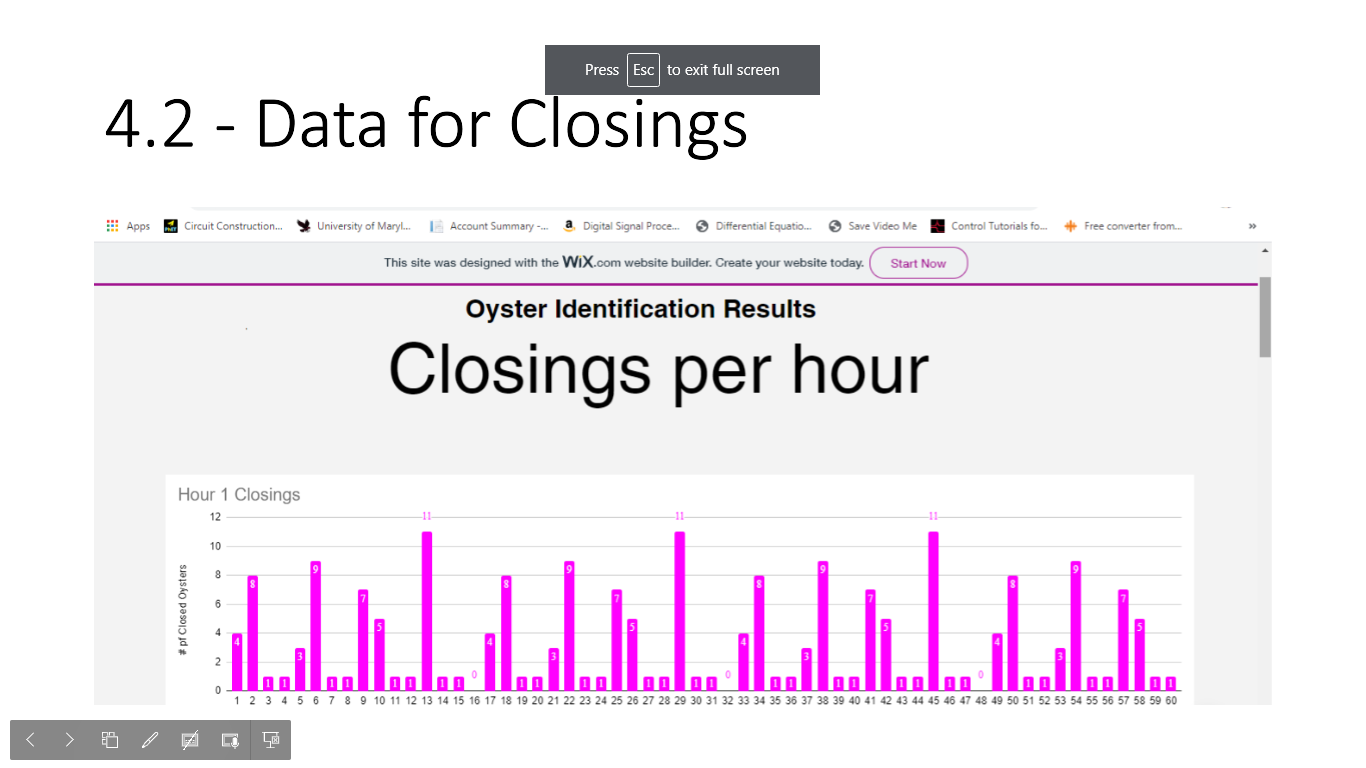 Press Esc to exit full screen
4.2 - Data for Closings
Apps Circuit Construction... University of Maryl... Account Summary -... Digital Signal Proce... Differential Equatio... Save Video Me Control Tutorials fo... Free converter from... »
This site was designed with the WiX.com website builder. Create your website today. Start Now
Oyster Identification Results
Closings per hour
Hour 1 Closings
# pf Closed Oysters
12
10
8
6
4
2
0
4 8 1 1 3 9 1 1 7 5 1 1 11 1 1 0 4 8 1 1 3 9 1 1 7 5 1 1 11 1 1 0 4 8 1 1 3 9 1 1 7 5 1 1 11 1 1 0 4 8 1 1 3 9 1 1 7 5 1 1
1 2 3 4 5 6 7 8 9 10 11 12 13 14 15 16 17 18 19 20 21 22 23 24 25 26 27 28 29 30 31 32 33 34 35 36 37 38 39 40 41 42 43 44 45 46 47 48 49 50 51 52 53 54 55 56 57 58 59 60